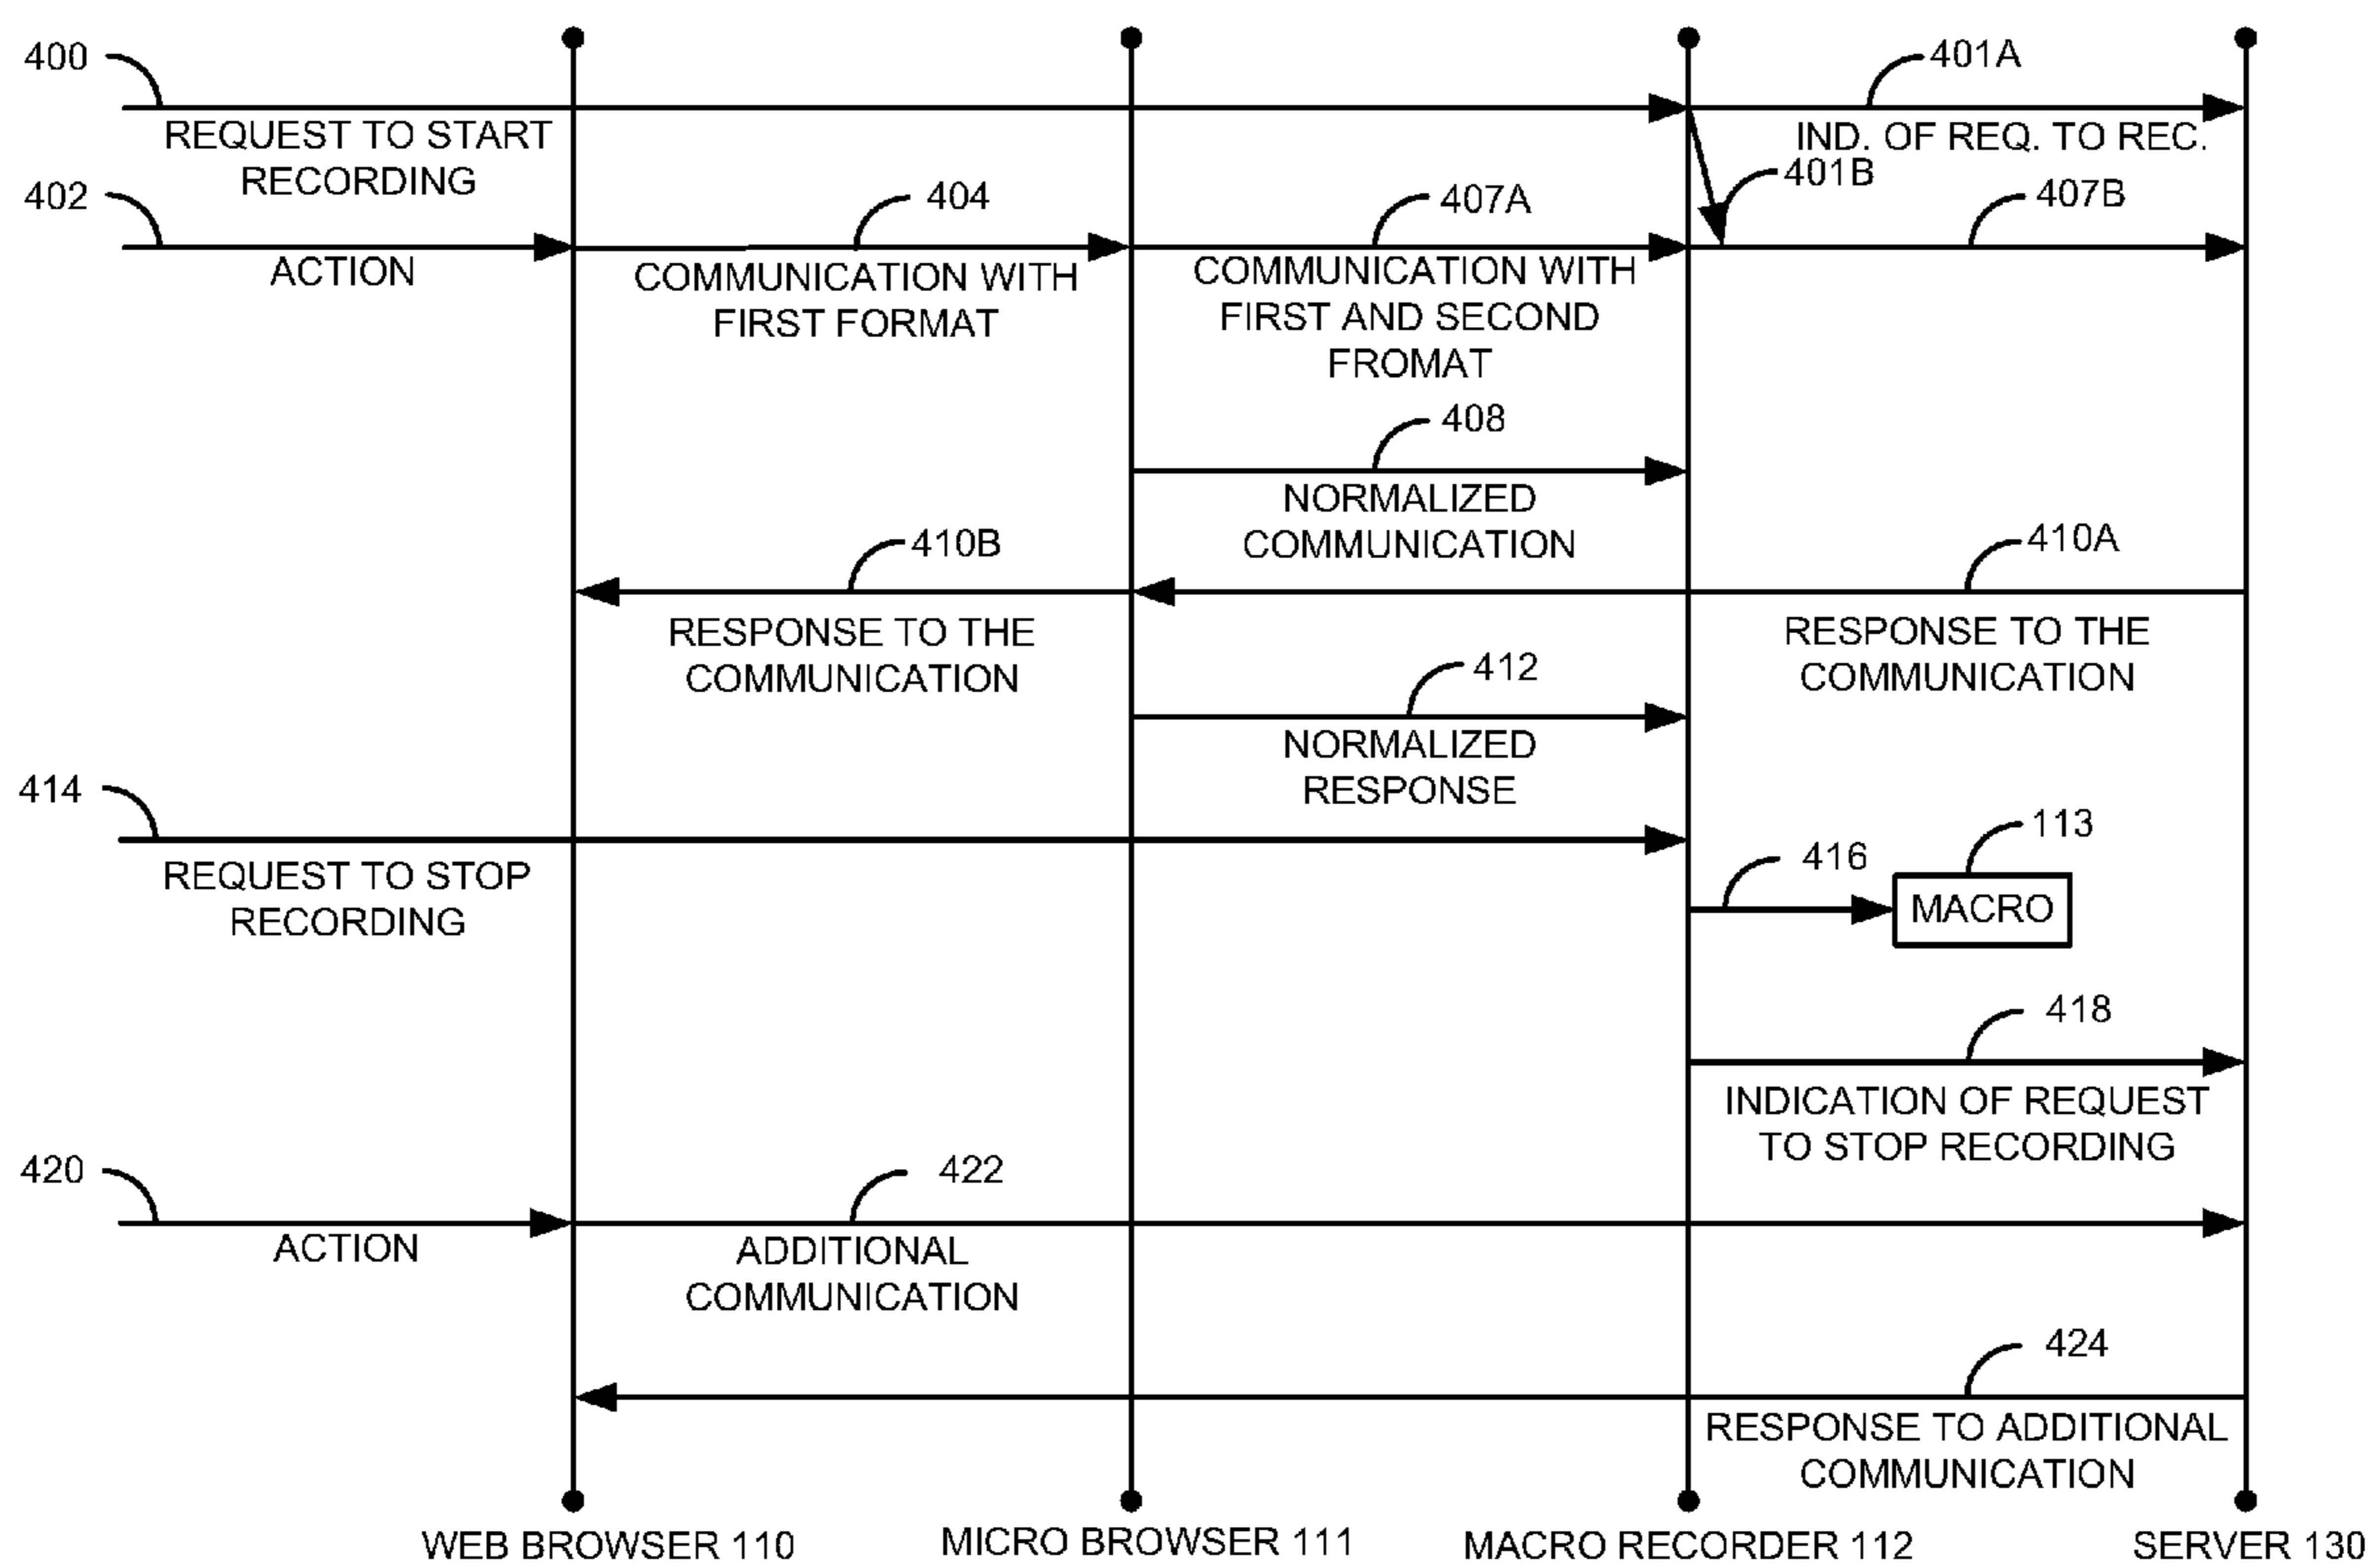 400
401A
REQUEST TO START
RECORDING
IND. OF REQ. TO REC.
401B
402
404
407A
407B
ACTION
COMMUNICATION WITH
FIRST FORMAT
COMMUNICATION WITH
FIRST AND SECOND
FROMAT
408
NORMALIZED
COMMUNICATION
410B
410A
RESPONSE TO THE
COMMUNICATION
RESPONSE TO THE
COMMUNICATION
412
NORMALIZED
RESPONSE
414
REQUEST TO STOP
RECORDING
416
113
MACRO
418
INDICATION OF REQUEST
TO STOP RECORDING
420
422
ACTION
ADDITIONAL
COMMUNICATION
424
RESPONSE TO ADDITIONAL
COMMUNICATION
WEB BROWSER 110
MICRO BROWSER 111
MACRO RECORDER 112
SERVER 130